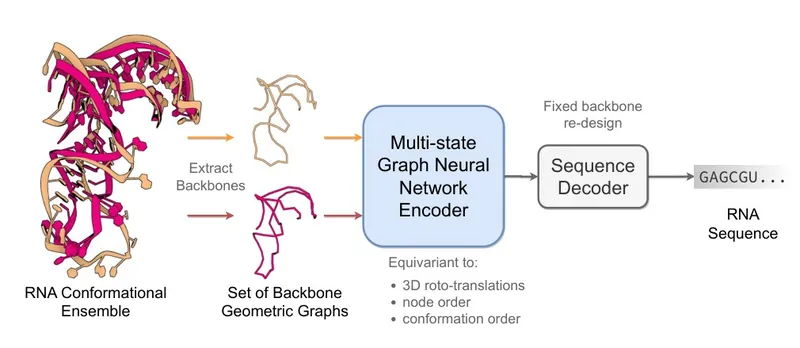 Extract
Backbones
RNA Conformational
Ensemble
Set of Backbone
Geometric Graphs
Multi-state
Graph Neural
Network
Encoder
Equivariant to:
• 3D roto-translations
• node order
• conformation order
Fixed backbone
re-design
Sequence
Decoder
GAGCGU...
RNA
Sequence